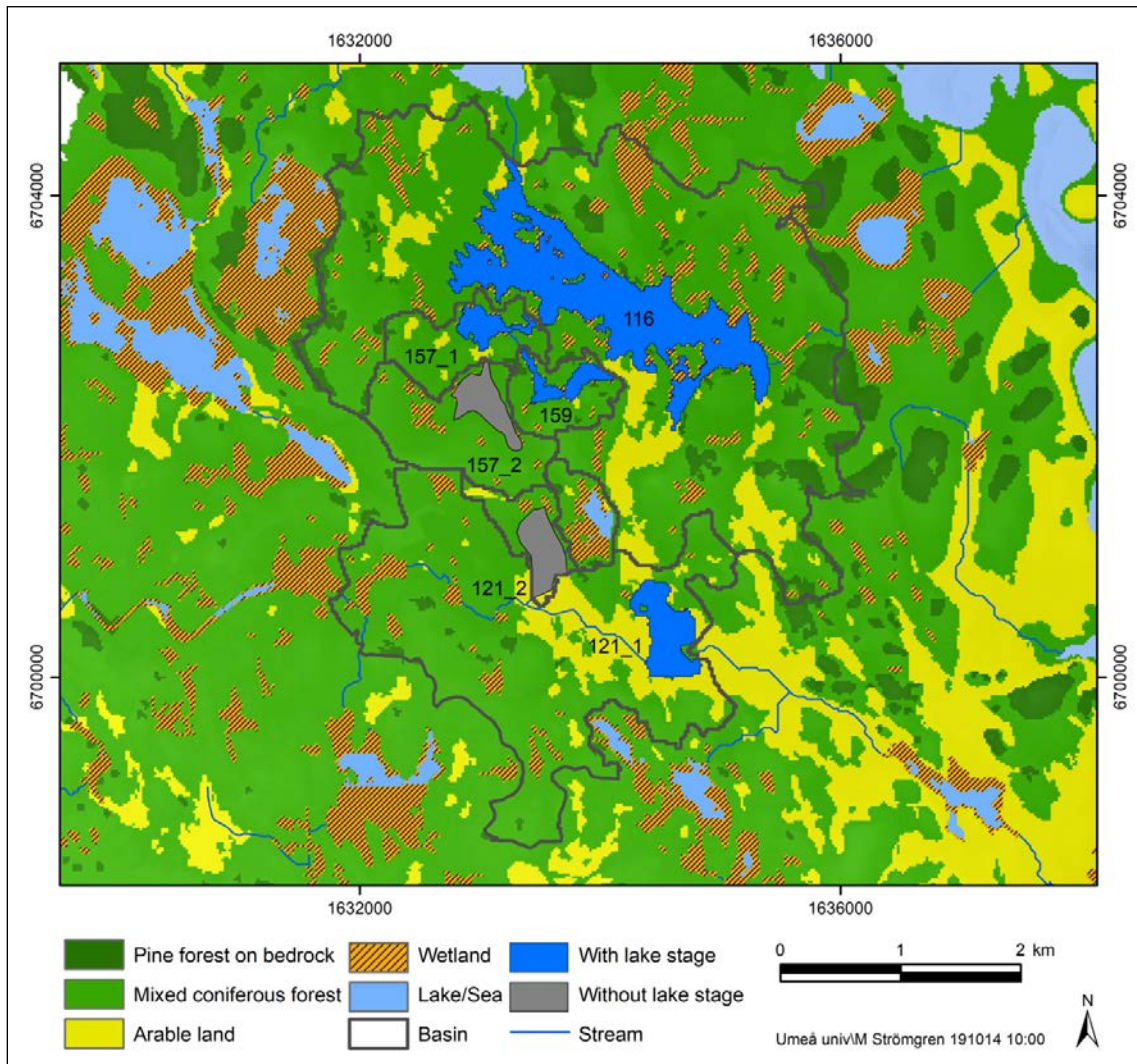 1632000 1636000
6704000 6704000
116
157_1
159
157_2
121_2
121_1
6700000 6700000
1632000 1636000
Pine forest on bedrock Wetland With lake stage
Mixed coniferous forest Lake/Sea Without lake stage
Arable land Basin Stream
0 1 2 km
N
Umeå univ\M Strömgren 191014 10:00